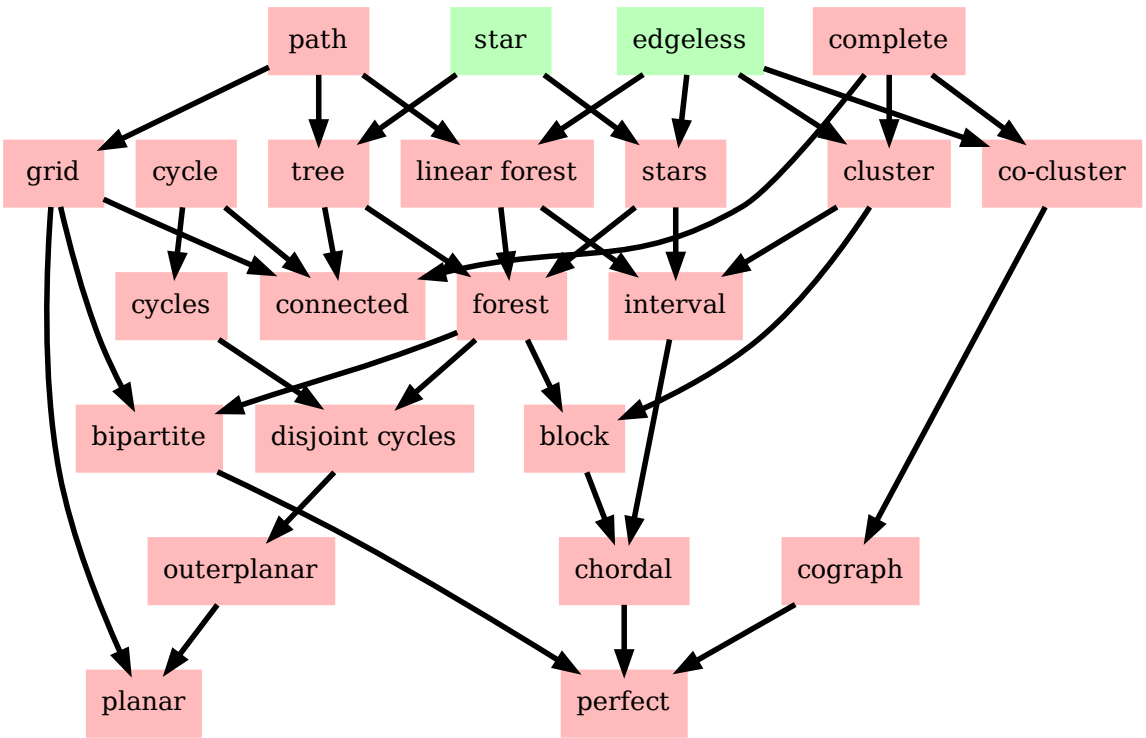 path
star
edgeless
complete
grid
cycle
tree
linear forest
stars
cluster
co-cluster
cycles
connected
forest
interval
bipartite
disjoint cycles
block
outerplanar
chordal
cograph
planar
perfect